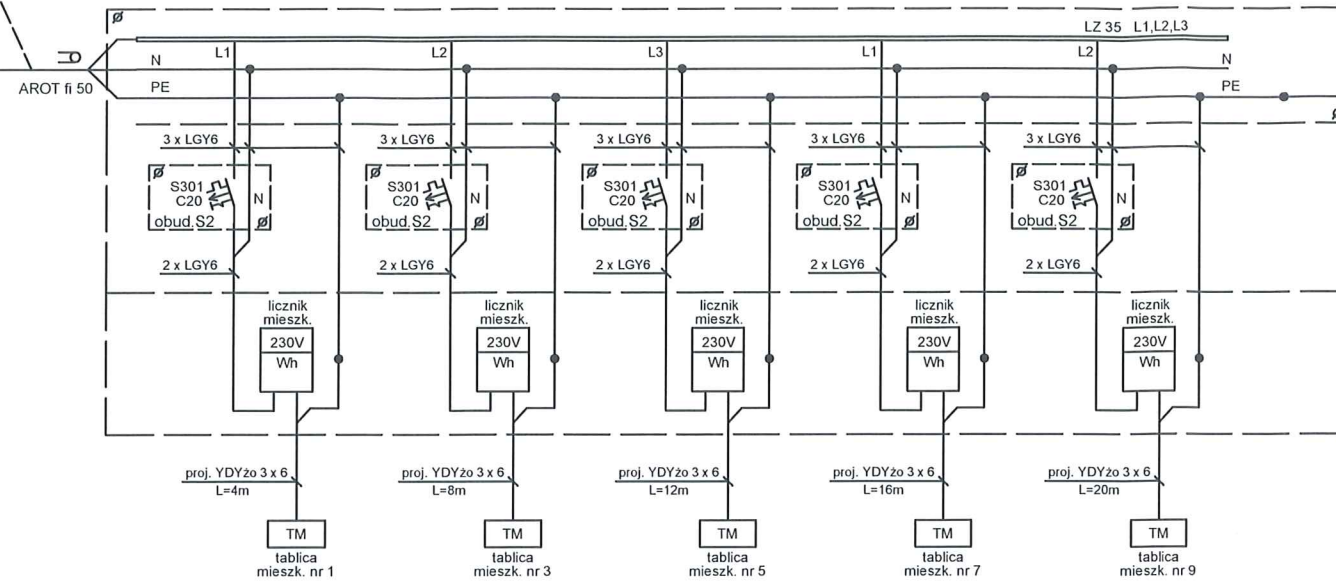 LZ 35 L1,L2,L3
L1
L2
L3
L1
L2
N
N
AROT fi 50
PE
PE
3 x LGY6
3 x LGY6
3 x LGY6
3 x LGY6
3 x LGY6
S301
C20
N
obud.S2
S301
C20
N
obud.S2
S301
C20
N
obud.S2
S301
C20
N
obud.S2
S301
C20
N
obud.S2
2 x LGY6
2 x LGY6
2 x LGY6
2 x LGY6
2 x LGY6
licznik
mieszk.
230V
Wh
licznik
mieszk.
230V
Wh
licznik
mieszk.
230V
Wh
licznik
mieszk.
230V
Wh
licznik
mieszk.
230V
Wh
proj. YDYżo 3 x 6
L=4m
proj. YDYżo 3 x 6
L=8m
proj. YDYżo 3 x 6
L=12m
proj. YDYżo 3 x 6
L=16m
proj. YDYżo 3 x 6
L=20m
TM
tablica
mieszk. nr 1
TM
tablica
mieszk. nr 3
TM
tablica
mieszk. nr 5
TM
tablica
mieszk. nr 7
TM
tablica
mieszk. nr 9